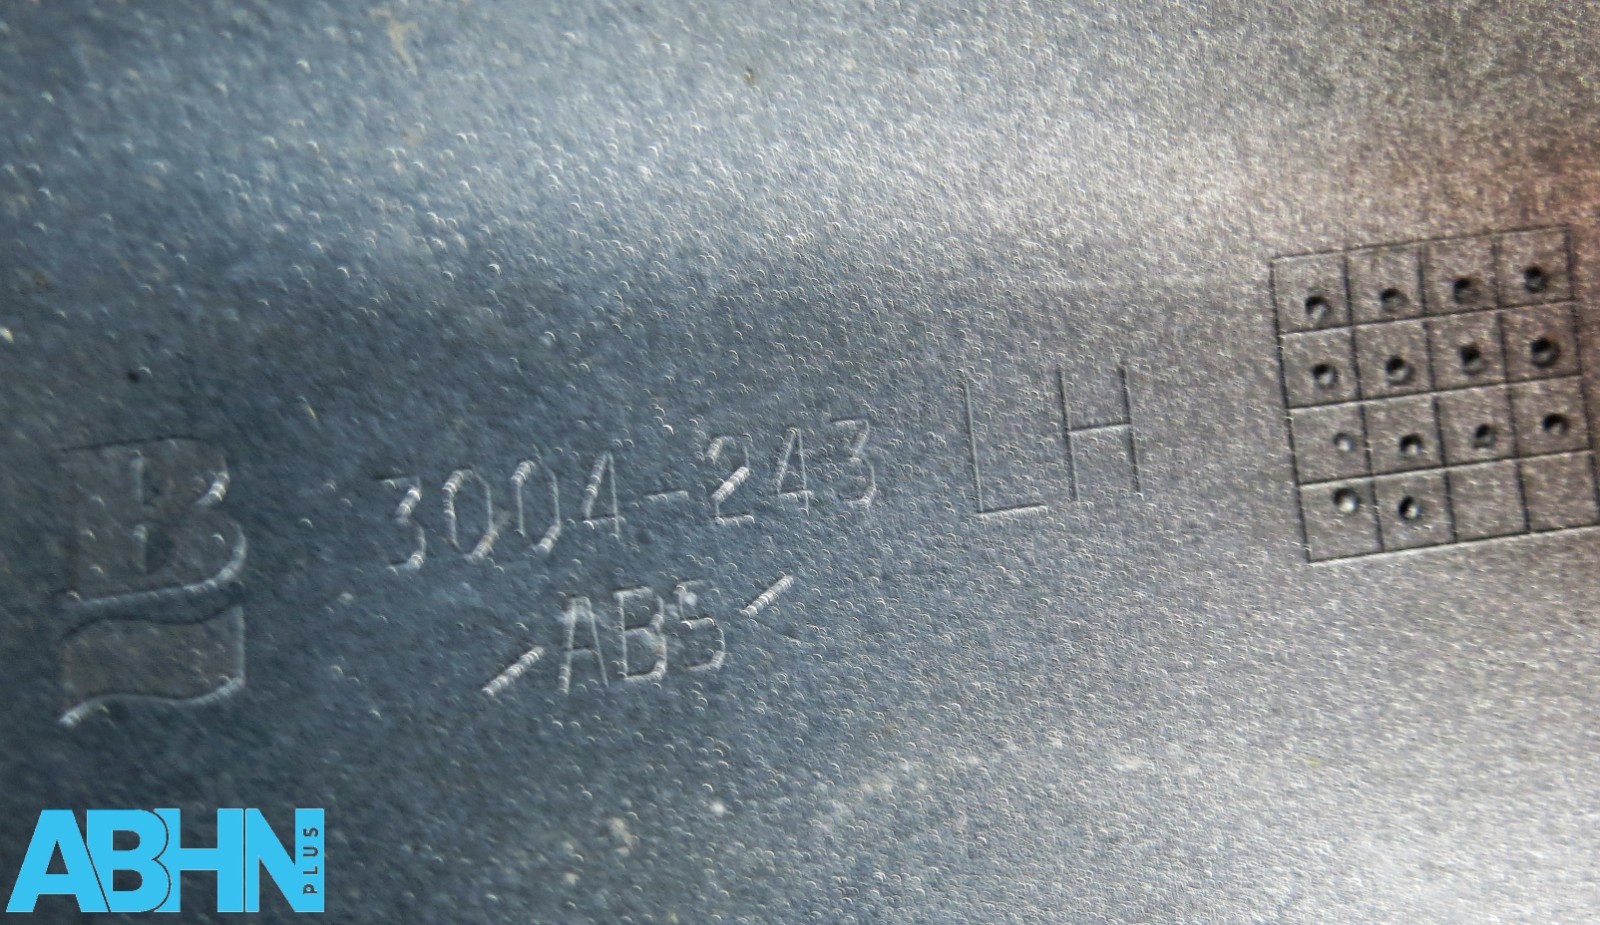 B 3004-243 LH
>ABS<
ABHN PLUS